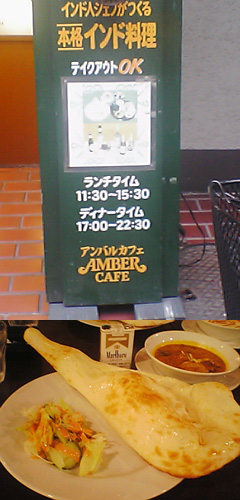 インド人シェフがつくる
本格インド料理
テイクアウトOK
ランチタイム
11:30~15:30
ディナータイム
17:00~22:30
アンバルカフェ
AMBER
CAFE
Marlboro